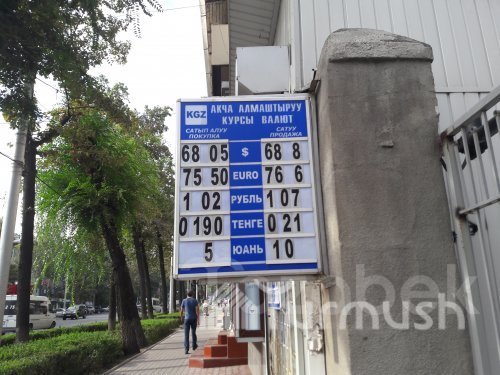 KGZ
АКЧА АЛМАШТЫРУУ
КУРСЫ ВАЛЮТ
САТЫП АЛУУ САТУУ
ПОКУПКА ПРОДАЖА
68 05 $ 68 8
75 50 EURO 76 6
1 02 РУБЛЬ 1 07
0 190 ТЕНГЕ 0 21
5 ЮАНЬ 10